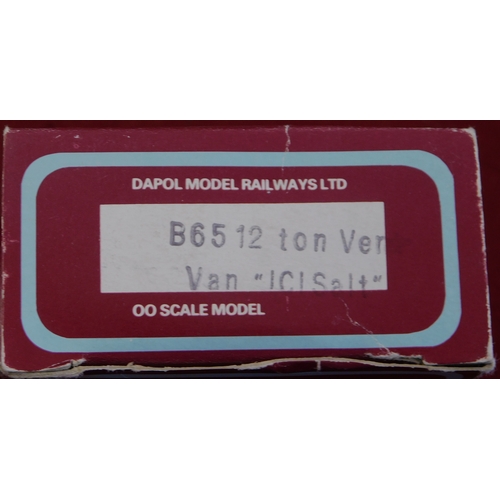 DAPOL MODEL RAILWAYS LTD
B65 12 ton Ven
Van "ICI Salt"
OO SCALE MODEL